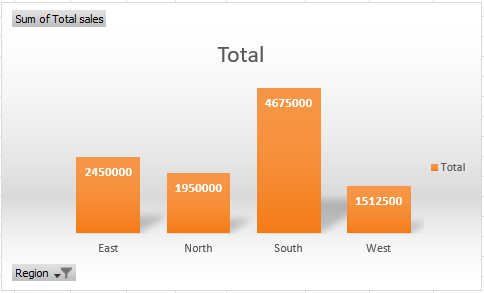 Sum of Total sales
Total
4675000
2450000
1950000
1512500
Total
East North South West
Region